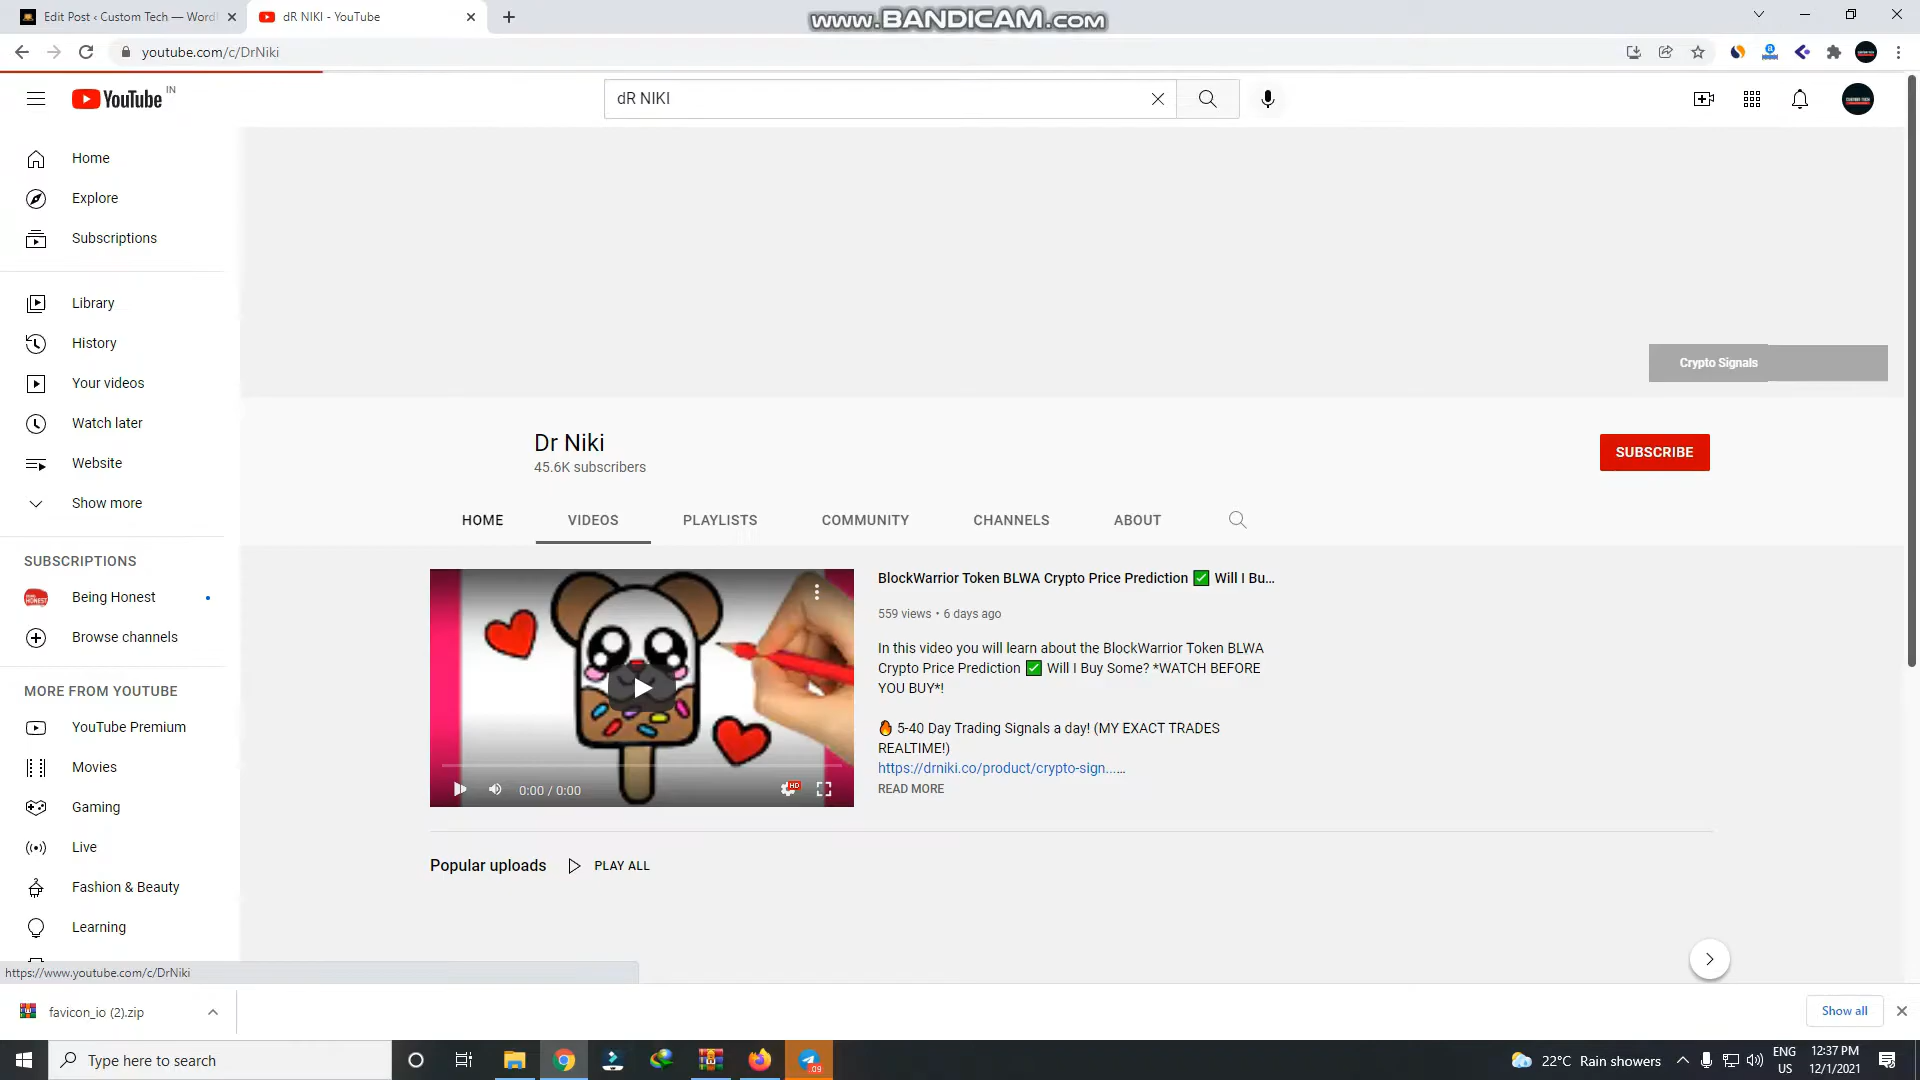 Edit Post ‹ Custom Tech — Word
dR NIKI - YouTube
www.BANDICAM.com
youtube.com/c/DrNiki
YouTube IN
dR NIKI
Home
Explore
Subscriptions
Library
History
Your videos
Watch later
Website
Show more
SUBSCRIPTIONS
Being Honest
Browse channels
MORE FROM YOUTUBE
YouTube Premium
Movies
Gaming
Live
Fashion & Beauty
Learning
Crypto Signals
Dr Niki
45.6K subscribers
SUBSCRIBE
HOME VIDEOS PLAYLISTS COMMUNITY CHANNELS ABOUT
0:00 / 0:00
HD
BlockWarrior Token BLWA Crypto Price Prediction ✅ Will I Bu...
559 views • 6 days ago
In this video you will learn about the BlockWarrior Token BLWA
Crypto Price Prediction ✅ Will I Buy Some? *WATCH BEFORE
YOU BUY*!
🔥 5-40 Day Trading Signals a day! (MY EXACT TRADES
REALTIME!)
https://drniki.co/product/crypto-sign...…
READ MORE
Popular uploads PLAY ALL
https://www.youtube.com/c/DrNiki
favicon_io (2).zip
Show all
Type here to search
.09
22°C Rain showers
ENG
US
12:37 PM
12/1/2021